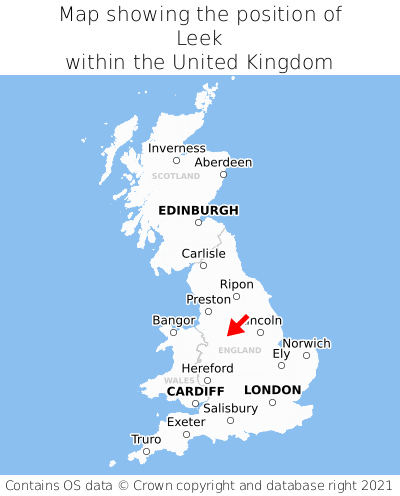 Map showing the position of
Leek
within the United Kingdom
Inverness
Aberdeen
SCOTLAND
EDINBURGH
Carlisle
Ripon
Preston
Bangor
ncoln
Norwich
ENGLAND
Ely
Hereford
WALES
CARDIFF
LONDON
Salisbury
Exeter
Truro
Contains OS data © Crown copyright and database right 2021